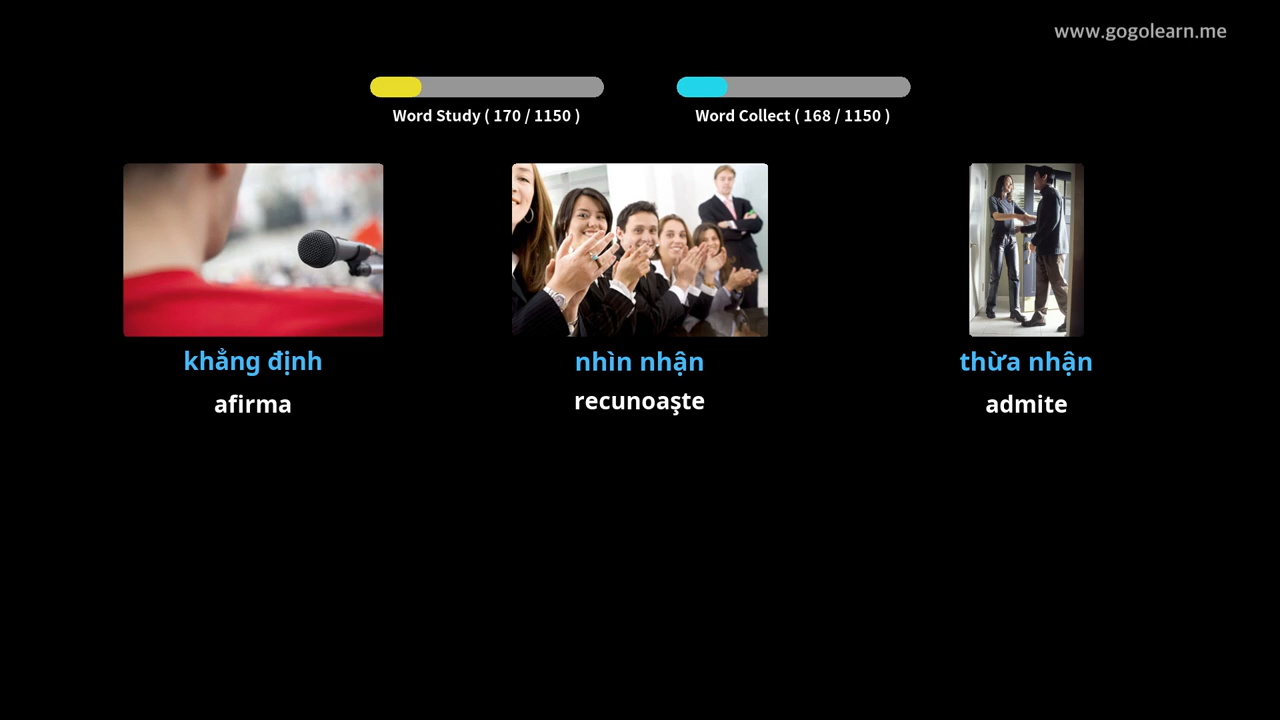 www.gogolearn.me
Word Study ( 170 / 1150 )
Word Collect ( 168 / 1150 )
khẳng định
nhìn nhận
thừa nhận
afirma
recunoaşte
admite